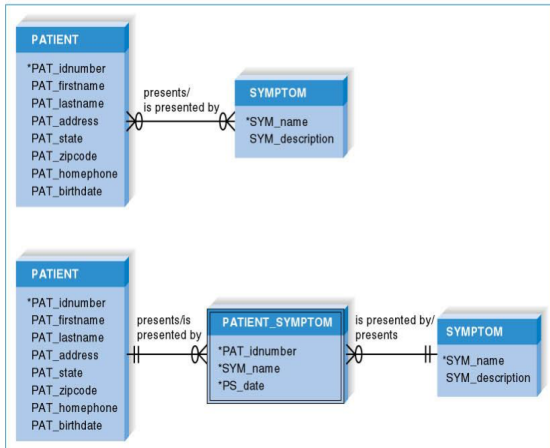 PATIENT
*PAT_idnumber
PAT_firstname
PAT_lastname
PAT_address
PAT_state
PAT_zipcode
PAT_homephone
PAT_birthdate
presents/
is presented by
SYMPTOM
*SYM_name
SYM_description
PATIENT
*PAT_idnumber
PAT_firstname
PAT_lastname
PAT_address
PAT_state
PAT_zipcode
PAT_homephone
PAT_birthdate
presents/is
presented by
PATIENT_SYMPTOM
*PAT_idnumber
*SYM_name
*PS_date
is presented by/
presents
SYMPTOM
*SYM_name
SYM_description